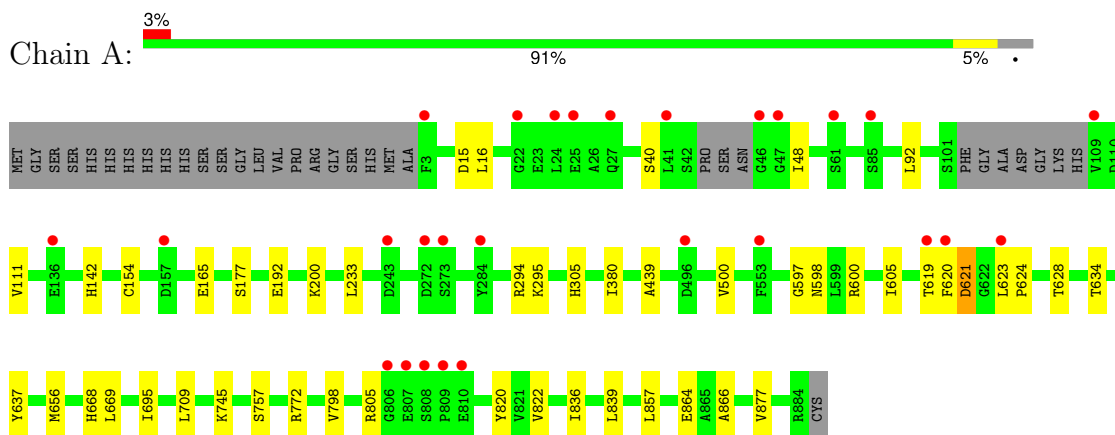 3%
Chain A:
91% 5% •
MET GLY SER SER HIS HIS HIS HIS HIS HIS SER SER GLY LEU VAL PRO ARG GLY SER HIS MET ALA F3 D15 L16 G22 E23 L24 E25 A26 Q27 S40 L41 S42 PRO SER ASN G46 G47 I48 S61 S85 L92 S101 PHE GLY ALA ASP GLY LYS HIS V109
V111 E136 H142 C154 D157 E165 S177 E192 K200 L233 D243 D272 S273 Y284 R294 K295 H305 I380 A439 D496 V500 F553 G597 N598 L599 R600 I605 T619 F620 D621 G622 L623 P624 T628 T634
Y637 M656 H668 L669 I695 L709 K745 S757 R772 V798 R805 G806 E807 S808 P809 E810 Y820 V821 V822 I836 L839 L857 E864 A865 A866 V877 R884 CYS